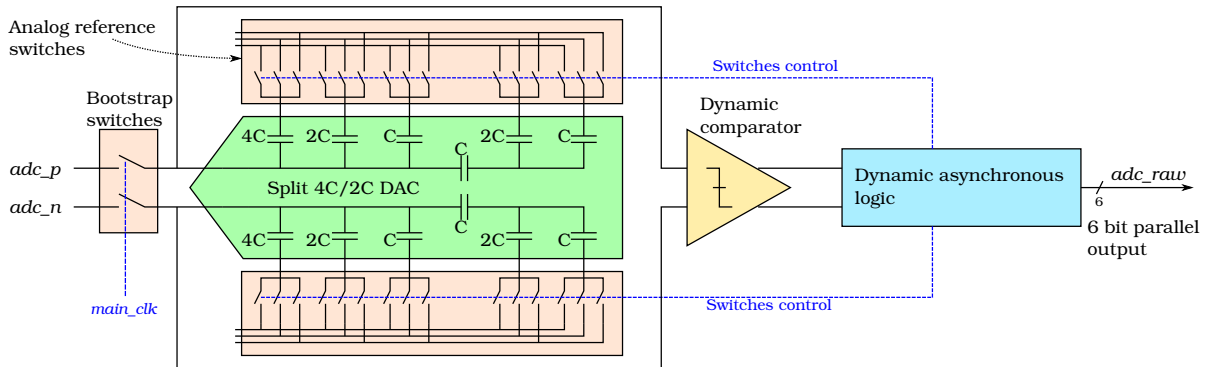 Analog reference
switches
Switches control
Bootstrap
switches
Dynamic
comparator
4C
2C
C
2C
C
C
adc_p
Split 4C/2C DAC
Dynamic asynchronous
logic
adc_raw
6
adc_n
C
4C
2C
C
2C
C
6 bit parallel
output
main_clk
Switches control